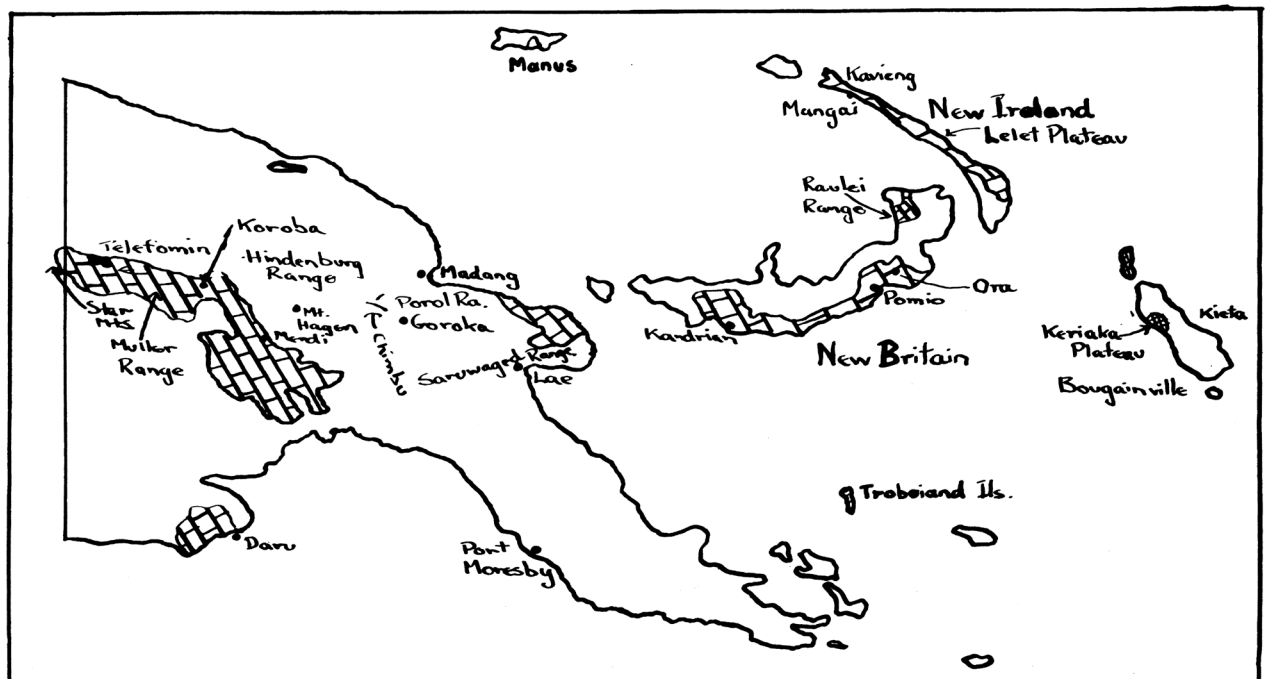 Manus
Kavieng
Mangai
New Ireland
Lelet Plateau
Raulei
Range
Koroba
Telefomin
Hindenburg
Range
Madang
Star
Mts
Muller
Range
Mt.
Hagen
Mendi
Porol Ra.
Goroka
Chimbu
Saruwaged Range
Lae
Kandrian
Pomio
Ora
New Britain
Kieta
Keriaka
Plateau
Bougainville
Trobriand Ils.
Daru
Port
Moresby